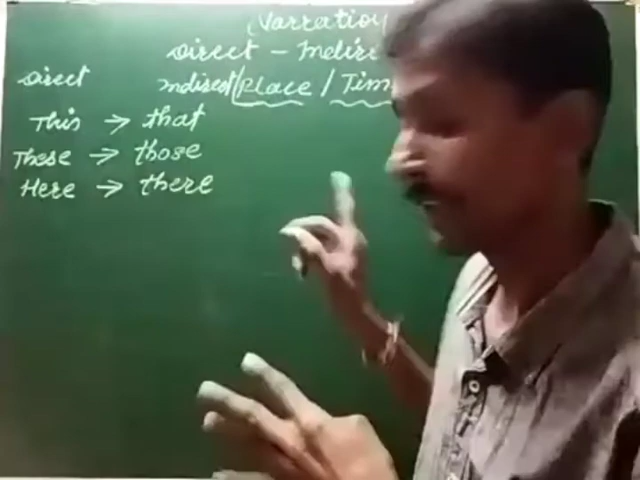 Narration
Direct - Indire
Direct Indirect Place / Tim
This → that
These → those
Here → there